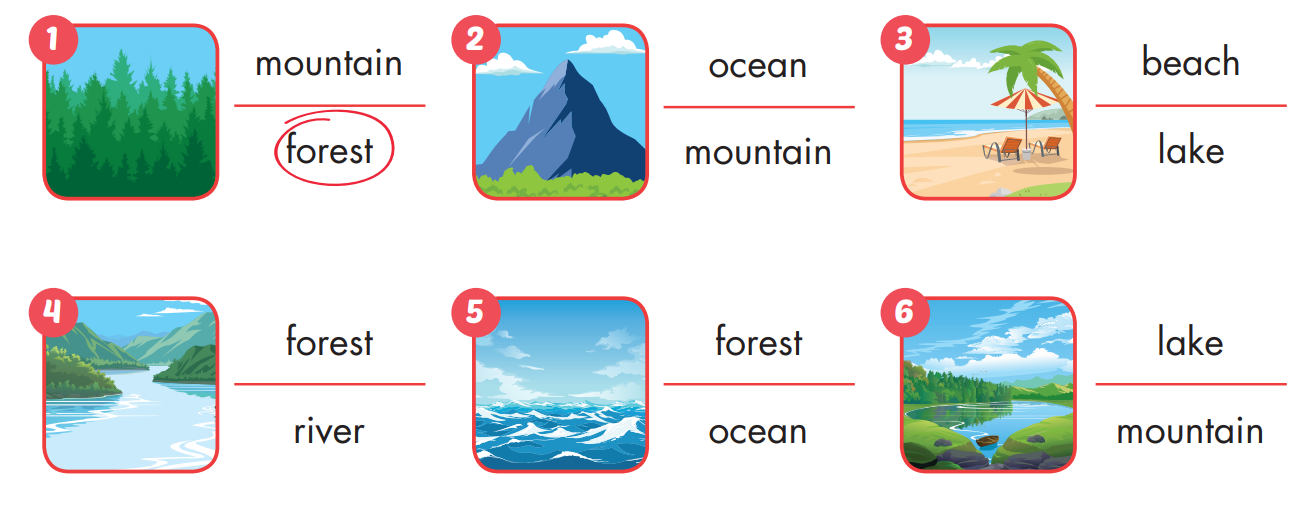 1
mountain
forest
2
ocean
mountain
3
beach
lake
4
forest
river
5
forest
ocean
6
lake
mountain